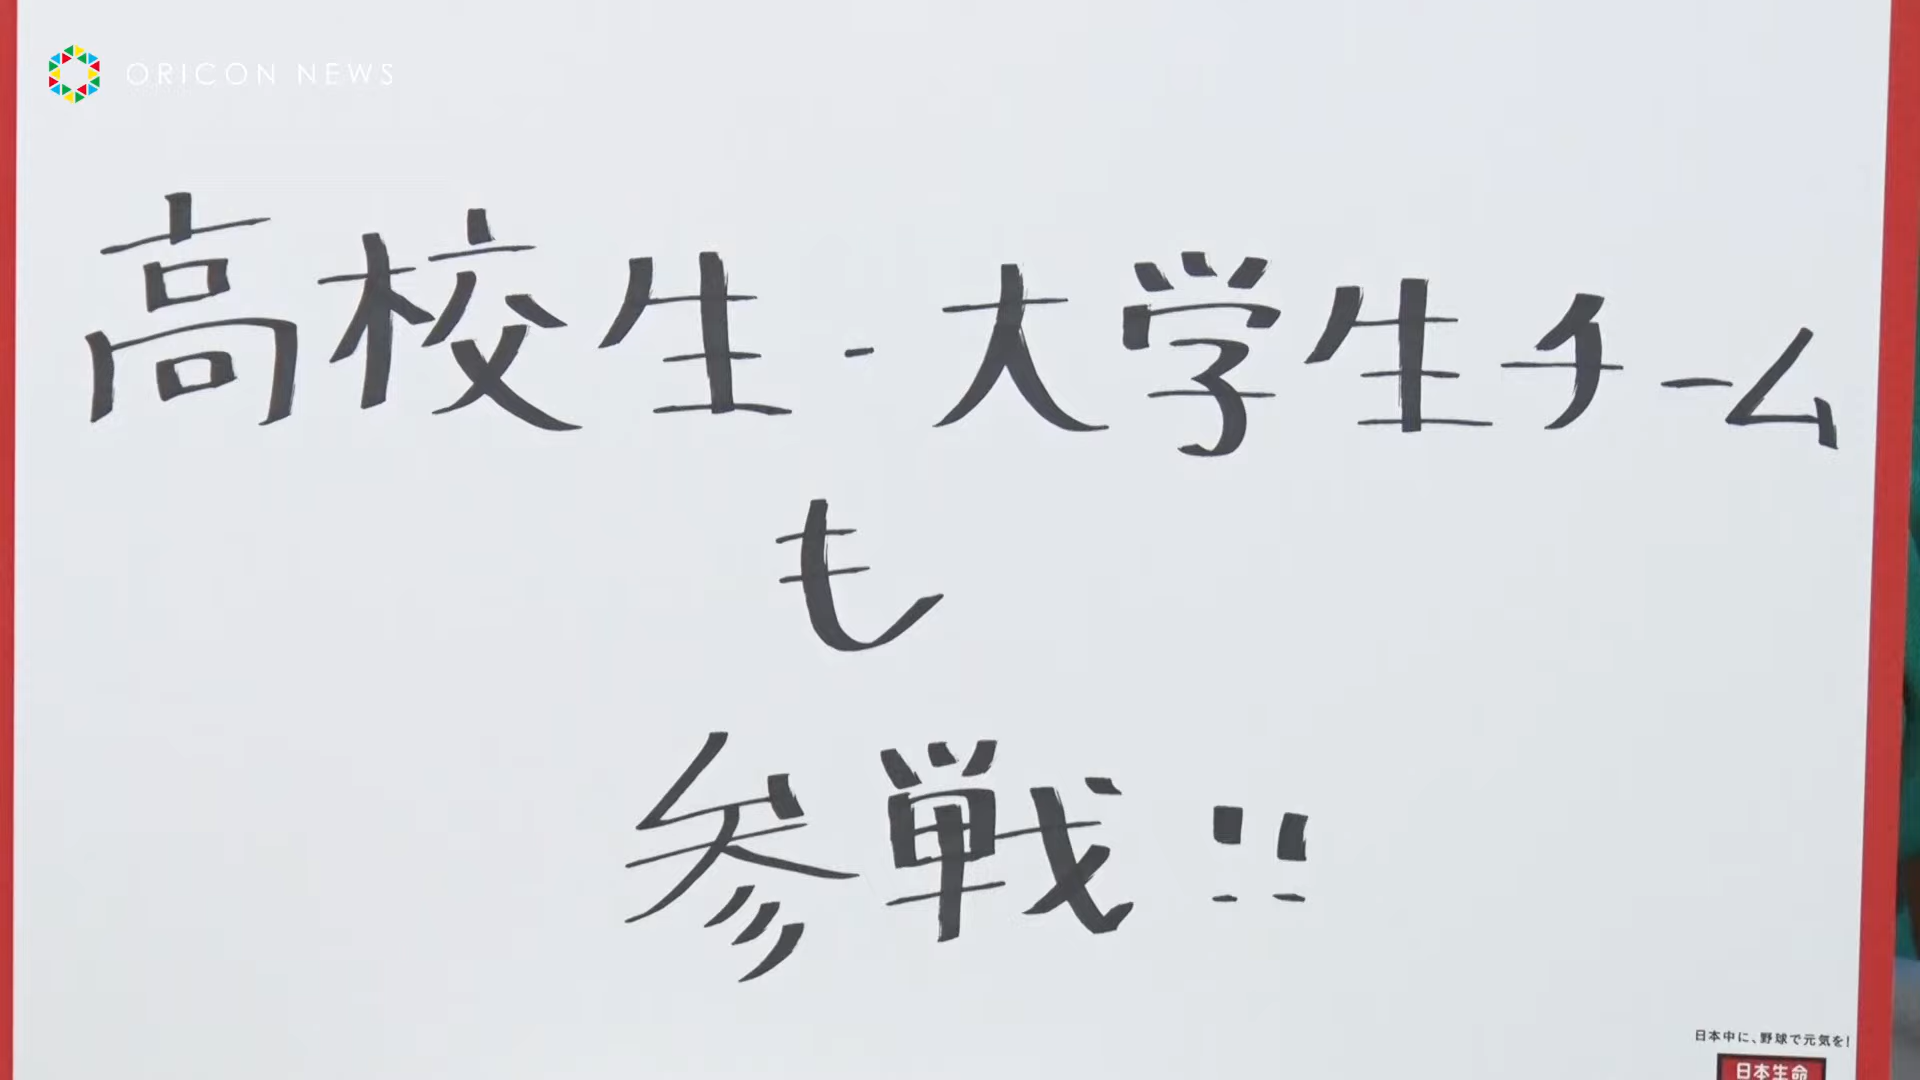 ORICON NEWS
高校生・大学生チーム
も
参戦!!
日本中に、野球で元気を!
日本生命